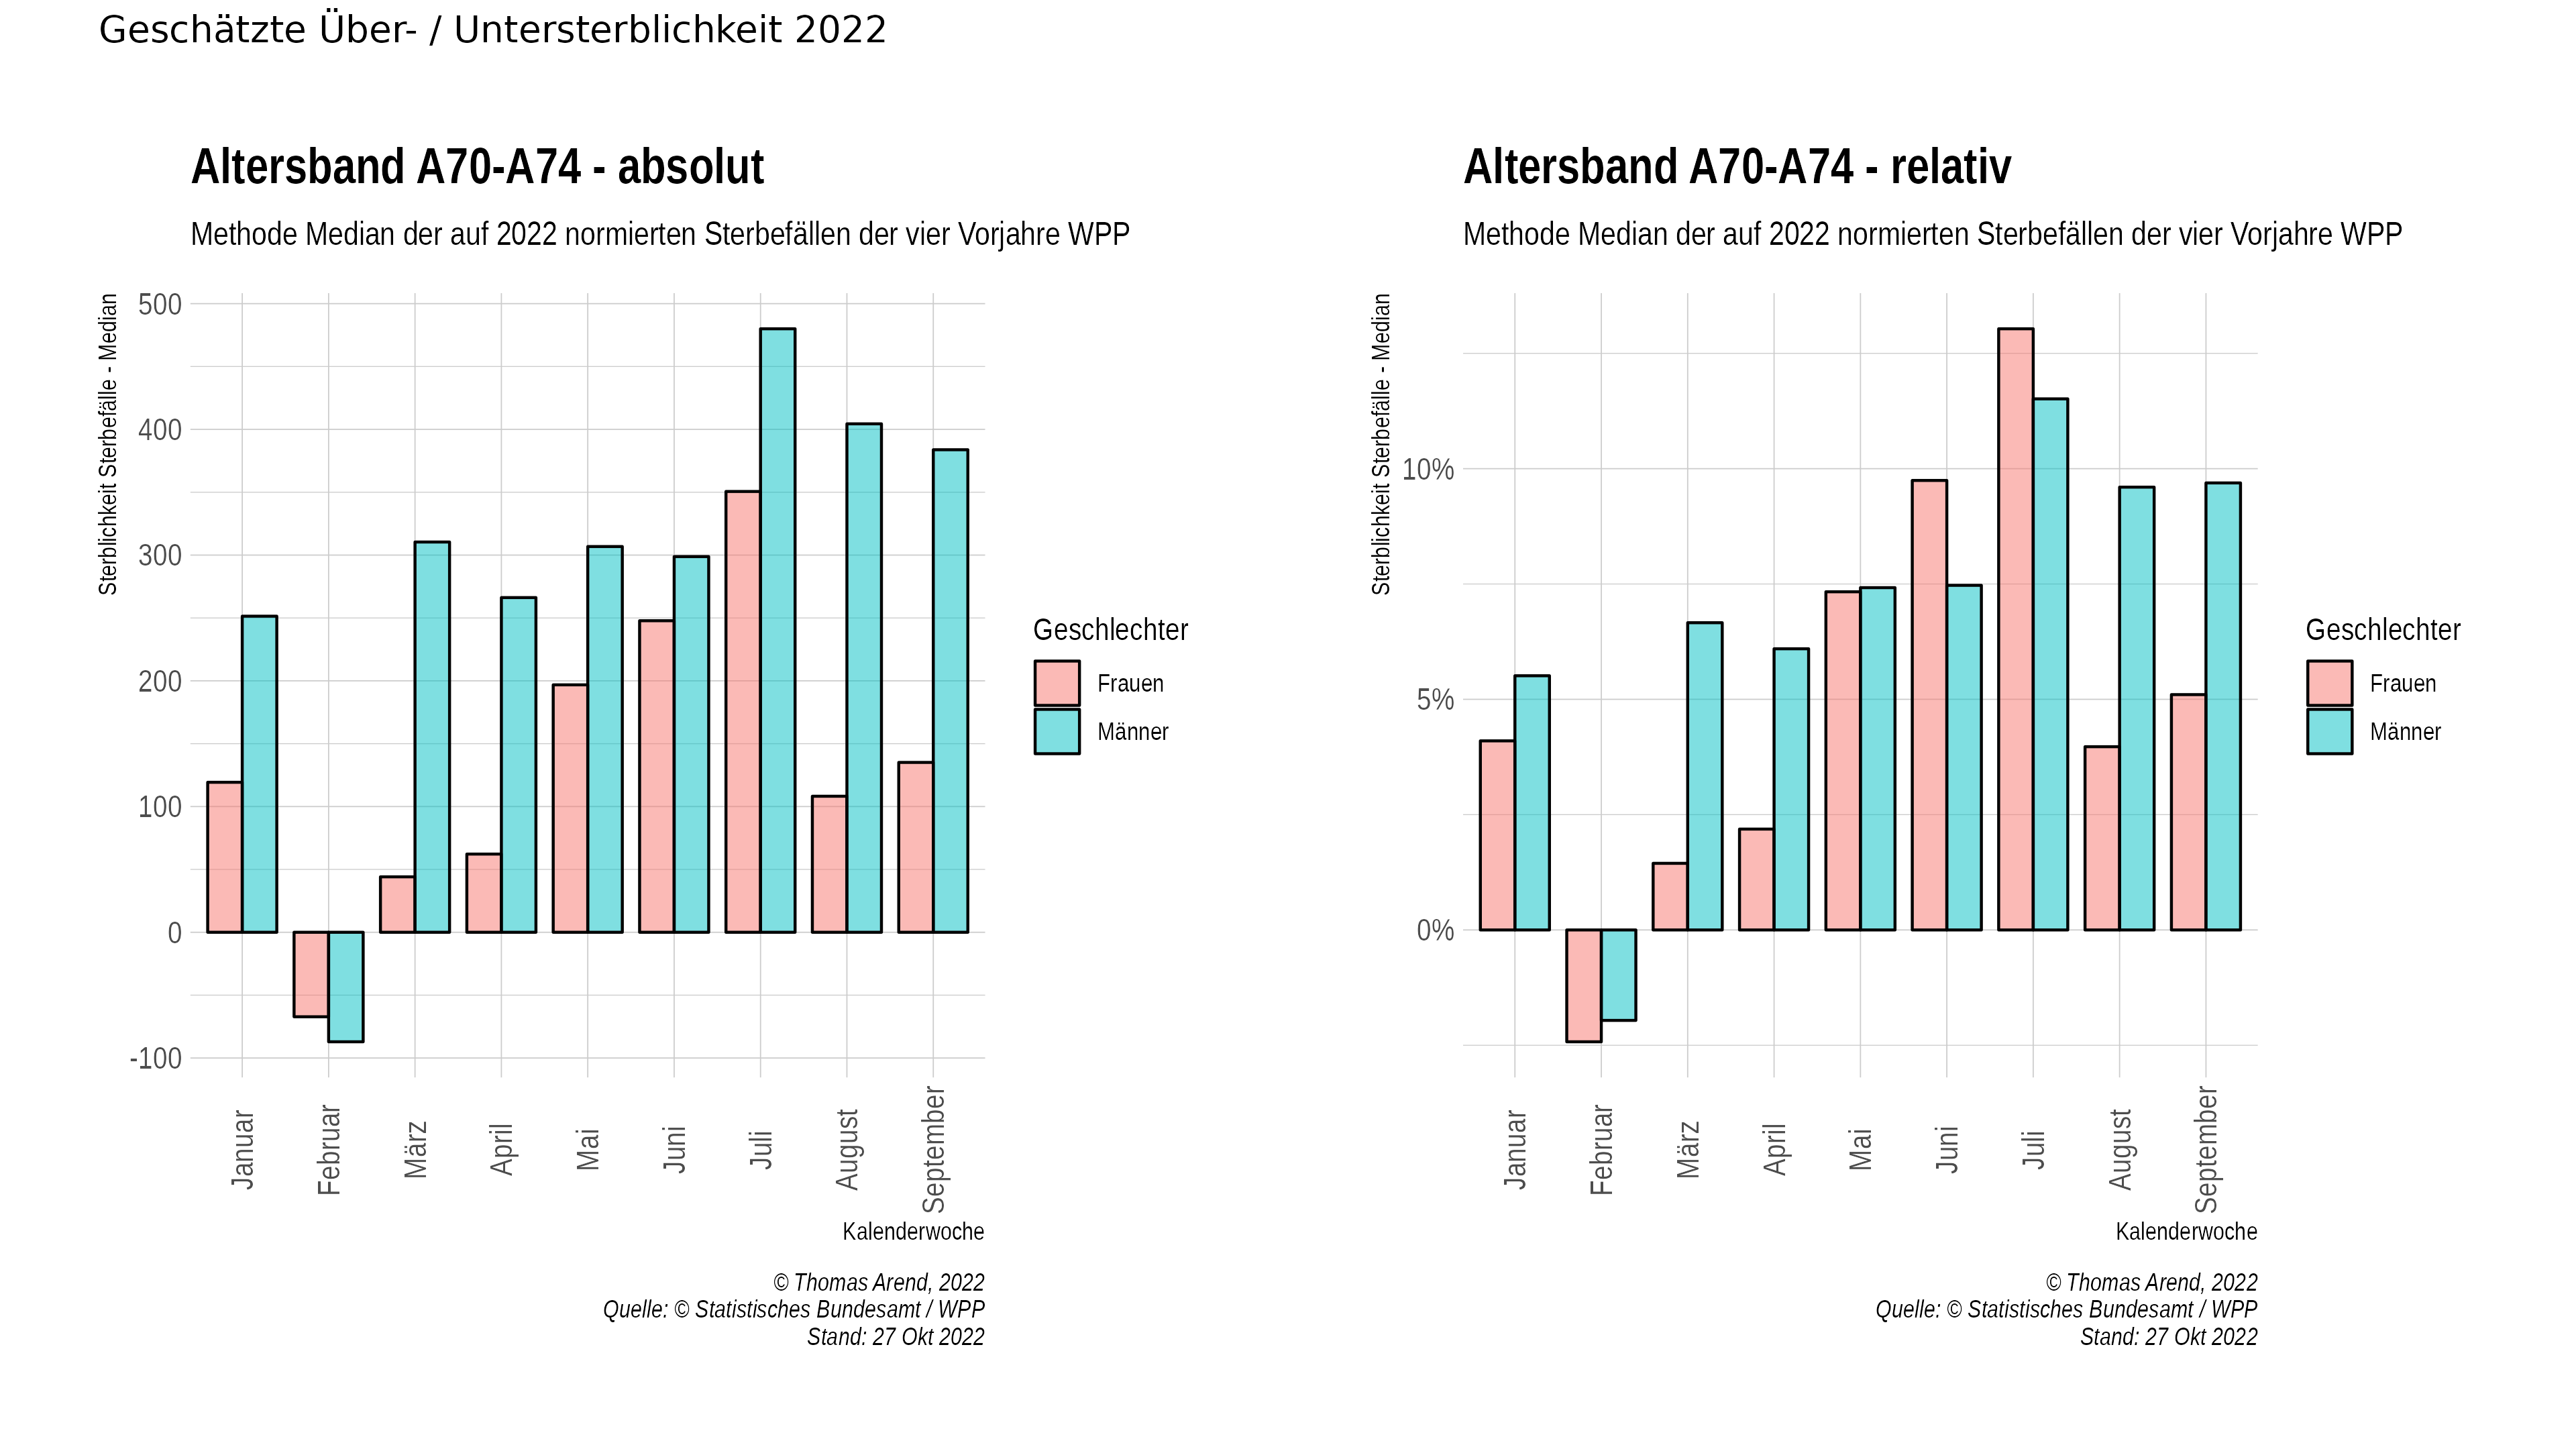 Geschätzte Über- / Untersterblichkeit 2022
Altersband A70-A74 - absolut
Methode Median der auf 2022 normierten Sterbefällen der vier Vorjahre WPP
Sterblichkeit Sterbefälle - Median
500
400
300
200
100
0
-100
Januar
Februar
März
April
Mai
Juni
Juli
August
September
Kalenderwoche
Geschlechter
Frauen
Männer
© Thomas Arend, 2022
Quelle: © Statistisches Bundesamt / WPP
Stand: 27 Okt 2022
Altersband A70-A74 - relativ
Methode Median der auf 2022 normierten Sterbefällen der vier Vorjahre WPP
Sterblichkeit Sterbefälle - Median
10%
5%
0%
Januar
Februar
März
April
Mai
Juni
Juli
August
September
Kalenderwoche
Geschlechter
Frauen
Männer
© Thomas Arend, 2022
Quelle: © Statistisches Bundesamt / WPP
Stand: 27 Okt 2022